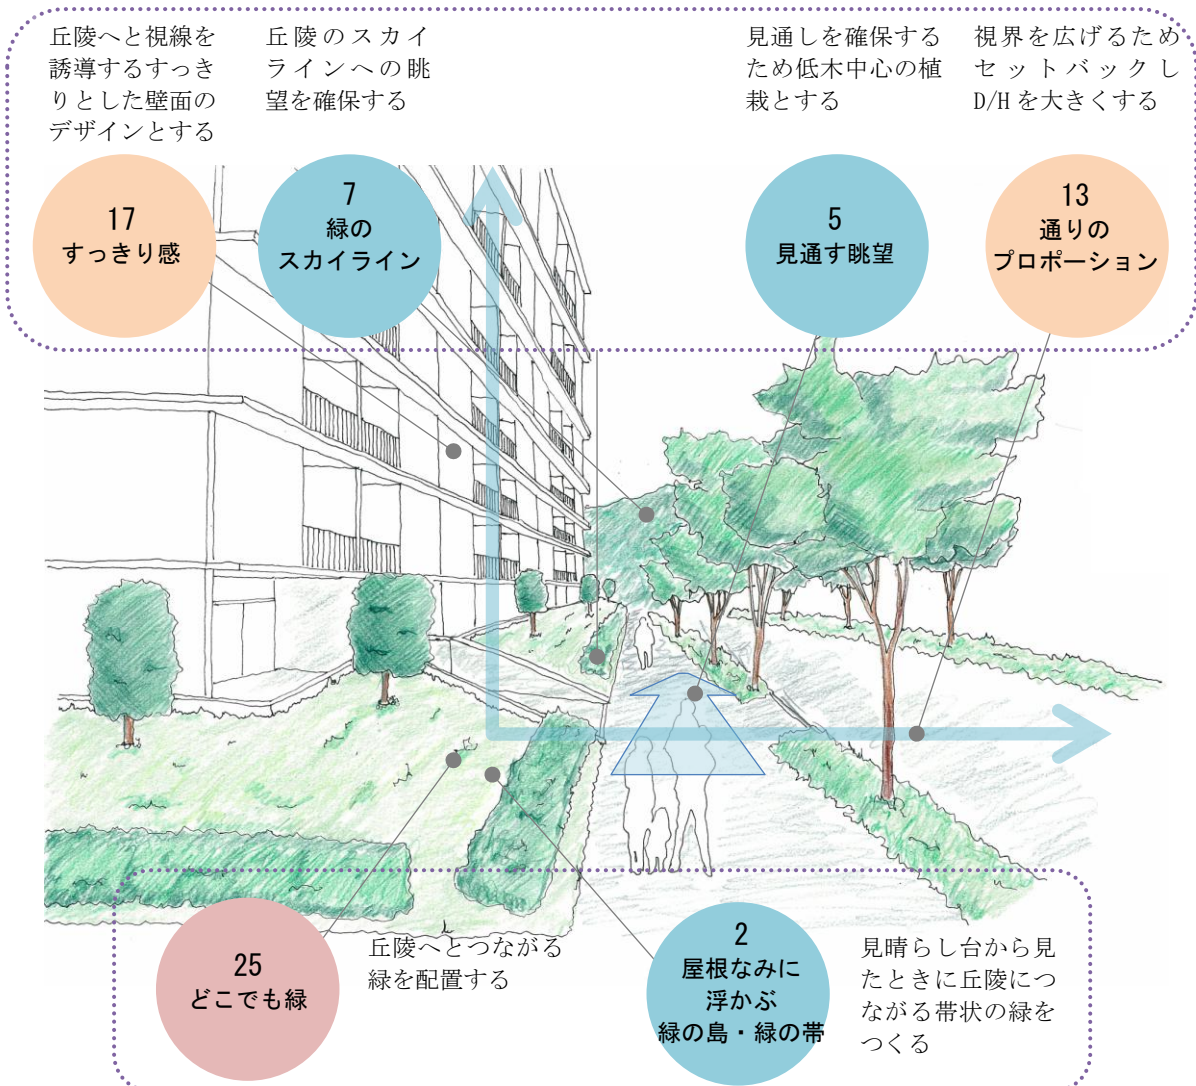 丘陵へと視線を
誘導するすっき
りとした壁面の
デザインとする
丘陵のスカイ
ラインへの眺
望を確保する
見通しを確保する
ため低木中心の植
栽とする
視界を広げるため
セットバックし
D/Hを大きくする
17
すっきり感
7
緑の
スカイライン
5
見通す眺望
13
通りの
プロポーション
25
どこでも緑
丘陵へとつながる
緑を配置する
2
屋根なみに
浮かぶ
緑の島・緑の帯
見晴らし台から見
たときに丘陵につ
ながる帯状の緑を
つくる